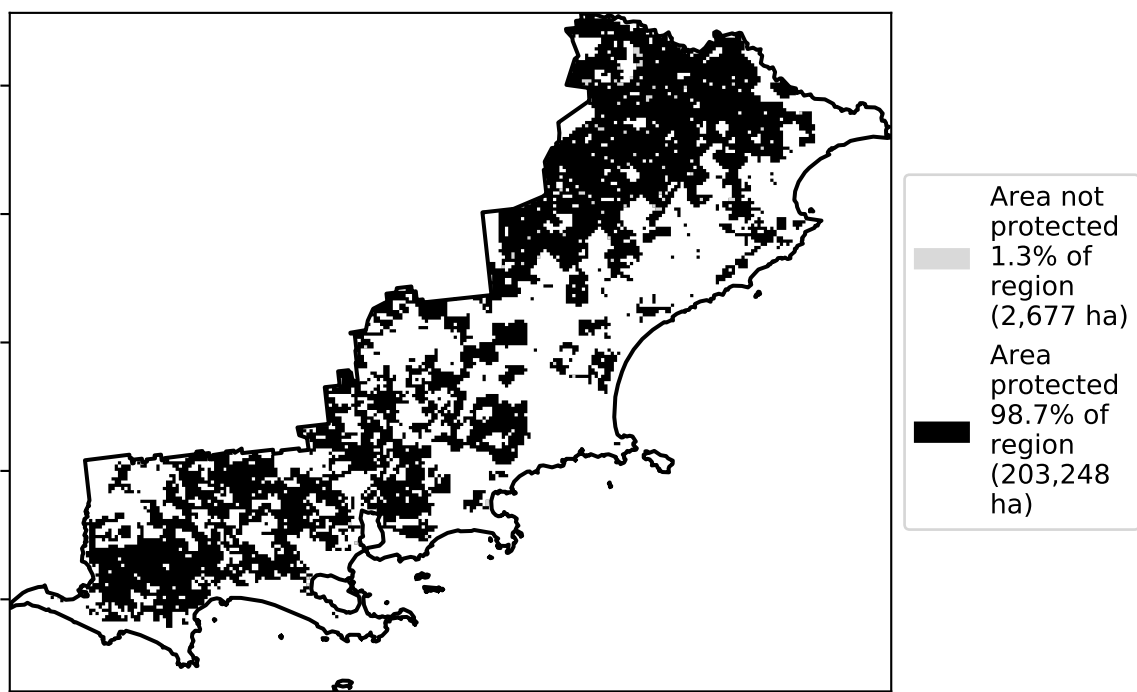 Area not
protected
1.3% of
region
(2,677 ha)
Area
protected
98.7% of
region
(203,248
ha)